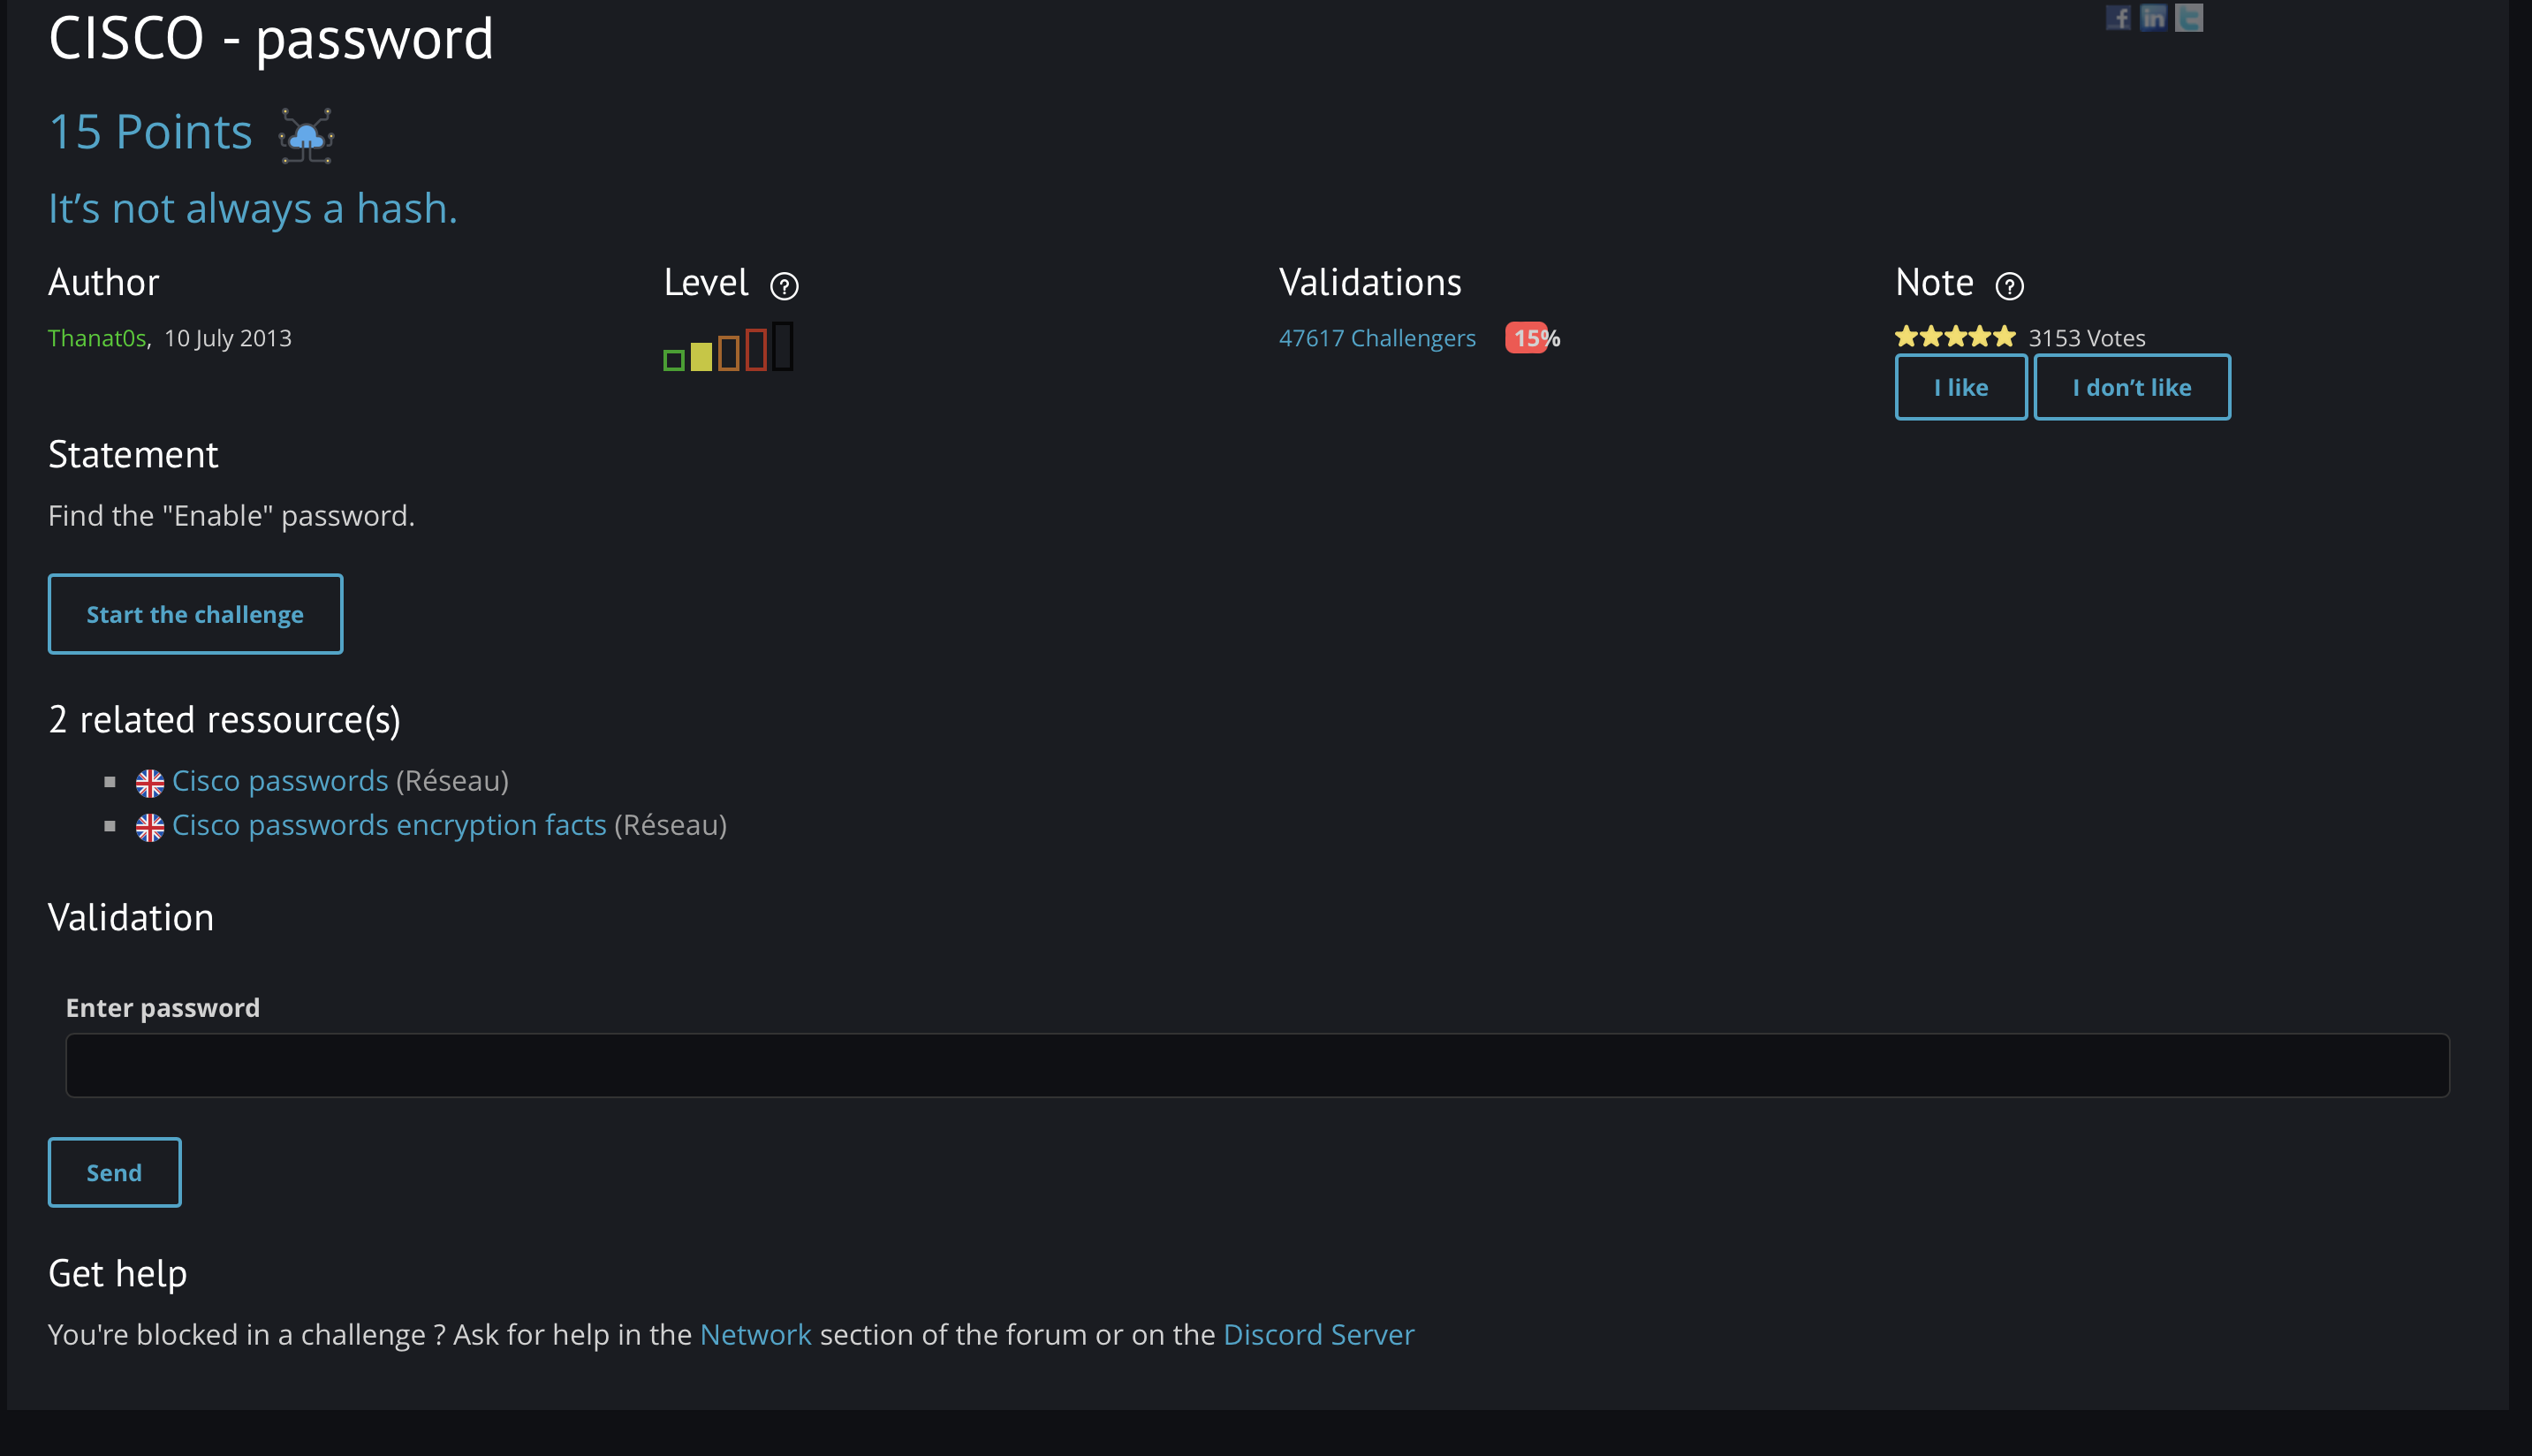 CISCO - password
15 Points
It’s not always a hash.
Author
Level ?
Validations
Note ?
Thanat0s, 10 July 2013
47617 Challengers 15%
3153 Votes
I like
I don’t like
Statement
Find the "Enable" password.
Start the challenge
2 related ressource(s)
Cisco passwords (Réseau)
Cisco passwords encryption facts (Réseau)
Validation
Enter password
Send
Get help
You're blocked in a challenge ? Ask for help in the Network section of the forum or on the Discord Server